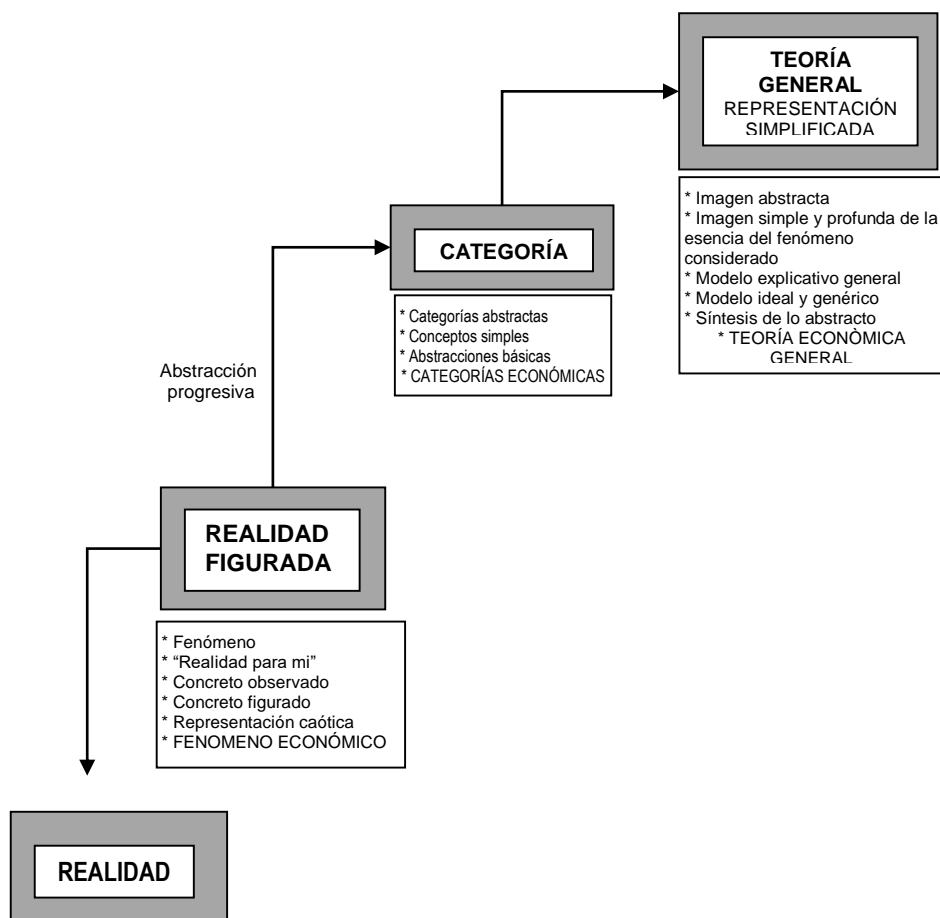 TEORÍA
GENERAL
REPRESENTACIÓN
SIMPLIFICADA
* Imagen abstracta
* Imagen simple y profunda de la
esencia del fenómeno
considerado
* Modelo explicativo general
* Modelo ideal y genérico
* Síntesis de lo abstracto
* TEORÍA ECONÒMICA
GENERAL
CATEGORÍA
* Categorías abstractas
* Conceptos simples
* Abstracciones básicas
* CATEGORÍAS ECONÓMICAS
Abstracción
progresiva
REALIDAD
FIGURADA
* Fenómeno
* “Realidad para mi”
* Concreto observado
* Concreto figurado
* Representación caótica
* FENOMENO ECONÓMICO
REALIDAD